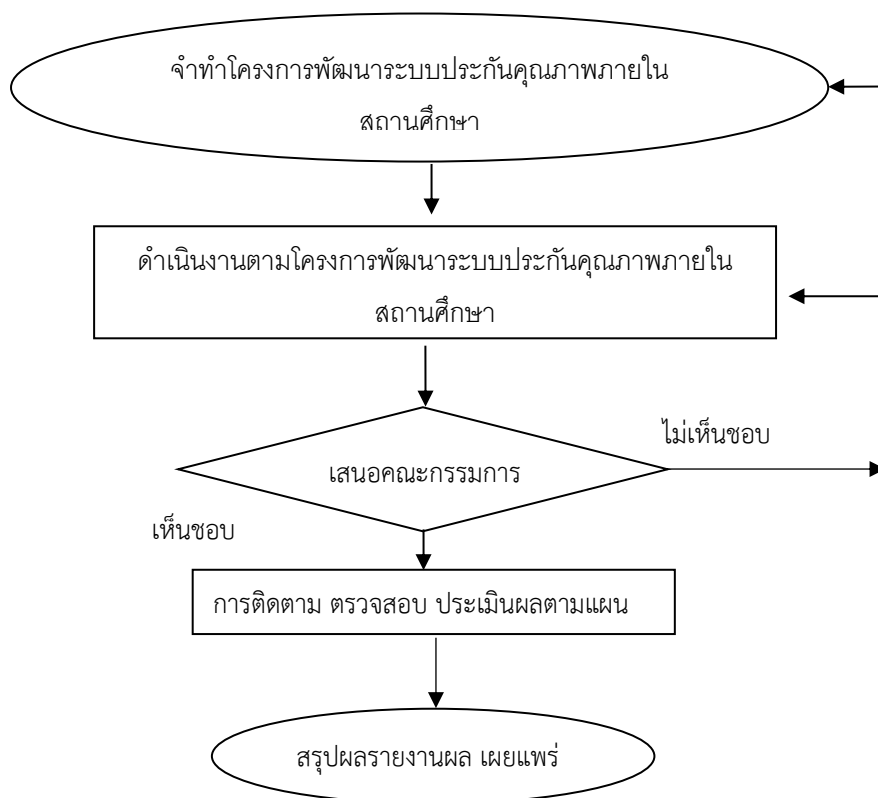 จำทำโครงการพัฒนาระบบประกันคุณภาพภายใน
สถานศึกษา
ดำเนินงานตามโครงการพัฒนาระบบประกันคุณภาพภายใน
สถานศึกษา
ไม่เห็นชอบ
เสนอคณะกรรมการ
เห็นชอบ
การติดตาม ตรวจสอบ ประเมินผลตามแผน
สรุปผลรายงานผล เผยแพร่